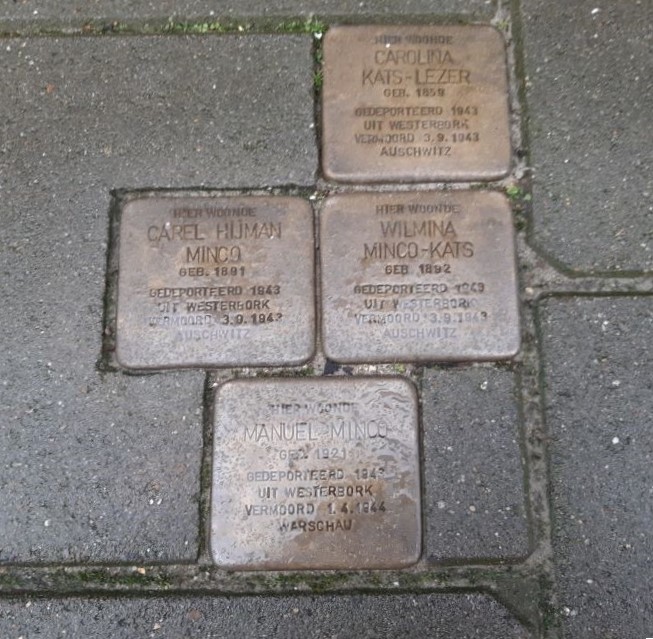 HIER WOONDE
CAROLINA
KATS-LEZER
GEB. 1859
GEDEPORTEERD 1943
UIT WESTERBORK
VERMOORD 3.9.1943
AUSCHWITZ
HIER WOONDE
CAREL HIJMAN
MINCO
GEB. 1891
GEDEPORTEERD 1943
UIT WESTERBORK
VERMOORD 3.9.1943
AUSCHWITZ
HIER WOONDE
WILMINA
MINCO-KATS
GEB. 1892
GEDEPORTEERD 1943
UIT WESTERBORK
VERMOORD 3.9.1943
AUSCHWITZ
HIER WOONDE
MANUEL MINCO
GEB. 1921
GEDEPORTEERD 1943
UIT WESTERBORK
VERMOORD 1.4.1944
WARSCHAU